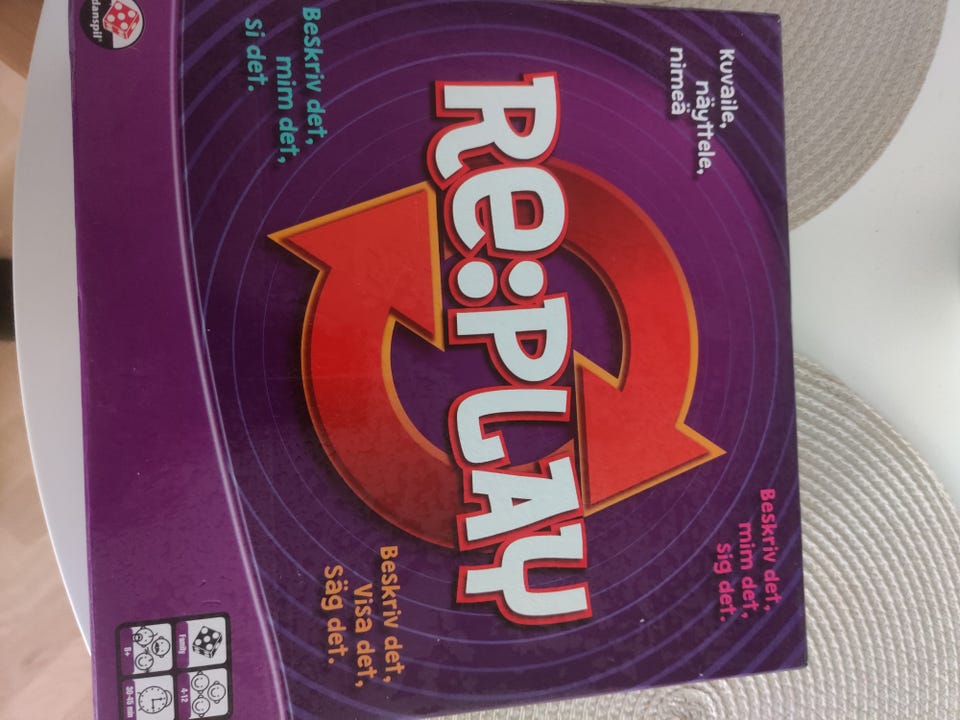 Kuvaile,
näyttele,
nimeä
Beskriv det,
mim det,
sig det.
Re:PLAY
Beskriv det,
mim det,
Si det.
Beskriv det,
Visa det,
Säg det.
danspil
Family
4-12
8+
30-45 min